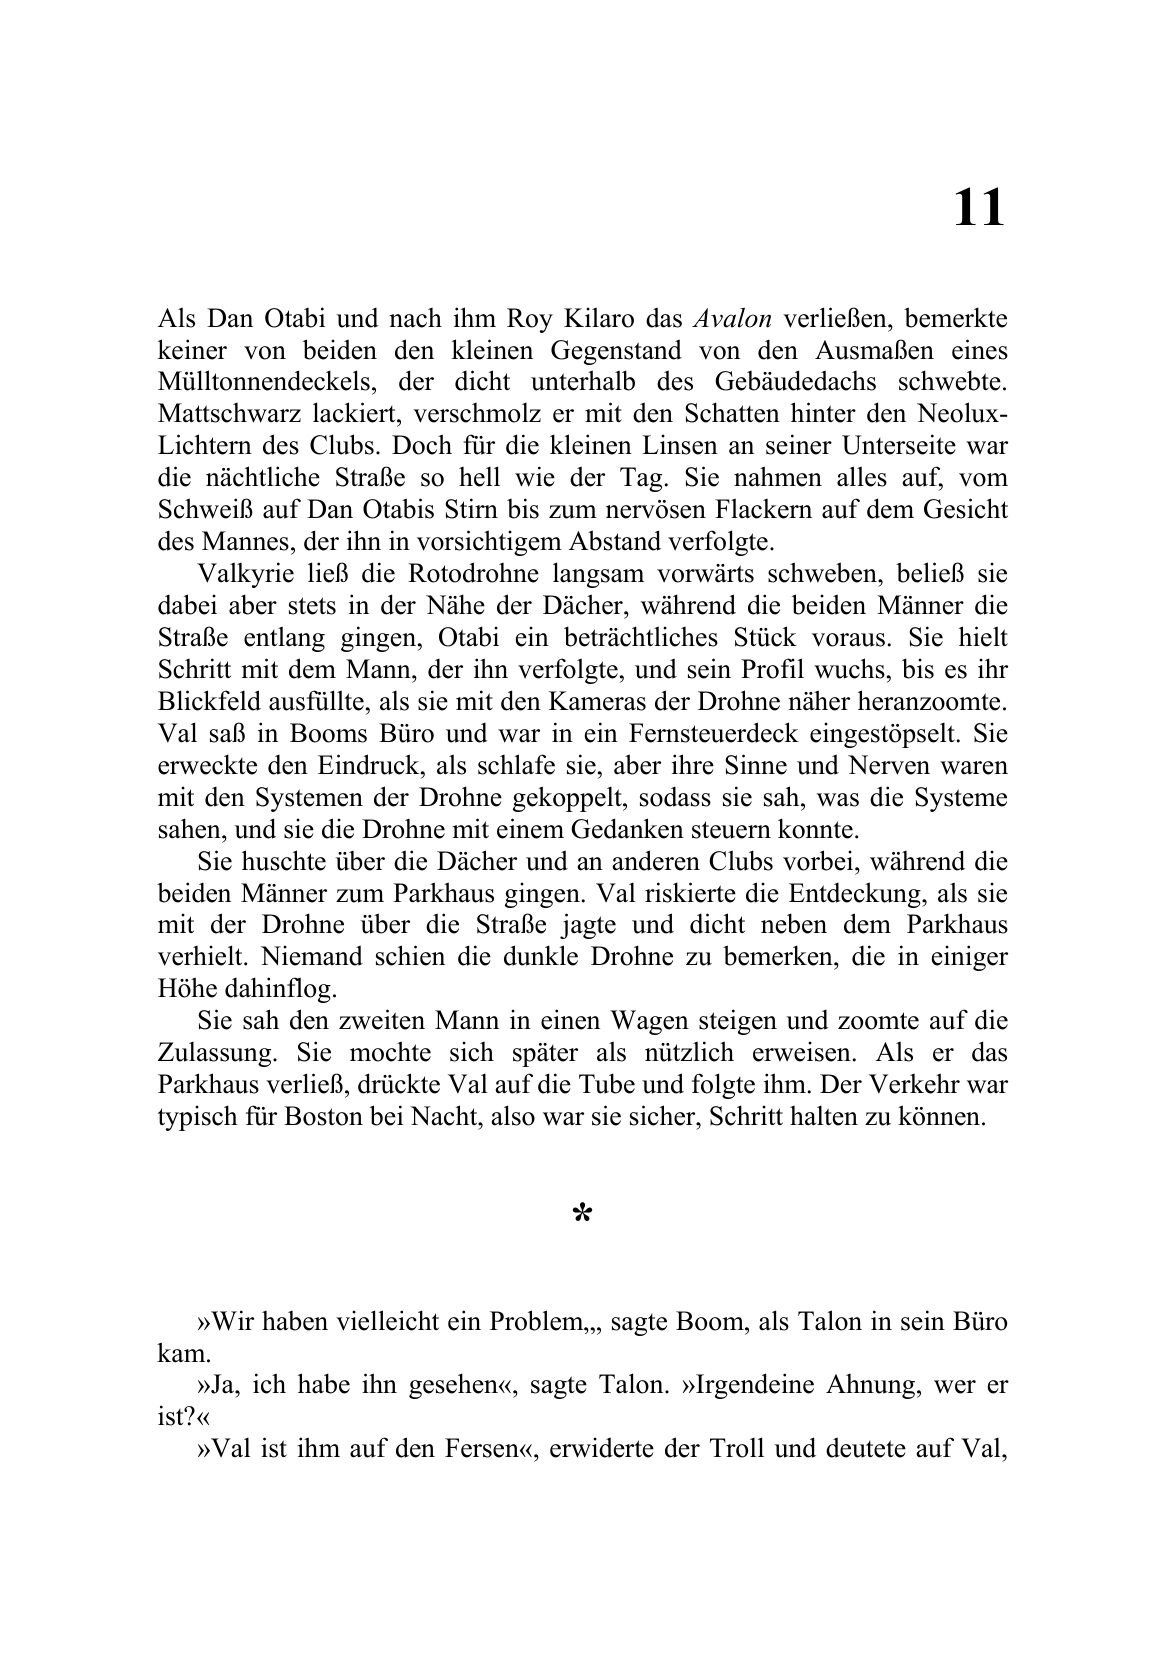 11
Als Dan Otabi und nach ihm Roy Kilaro das Avalon verließen, bemerkte
keiner von beiden den kleinen Gegenstand von den Ausmaßen eines
Mülltonnendeckels, der dicht unterhalb des Gebäudedachs schwebte.
Mattschwarz lackiert, verschmolz er mit den Schatten hinter den Neolux-
Lichtern des Clubs. Doch für die kleinen Linsen an seiner Unterseite war
die nächtliche Straße so hell wie der Tag. Sie nahmen alles auf, vom
Schweiß auf Dan Otabis Stirn bis zum nervösen Flackern auf dem Gesicht
des Mannes, der ihn in vorsichtigem Abstand verfolgte.
Valkyrie ließ die Rotodrohne langsam vorwärts schweben, beließ sie
dabei aber stets in der Nähe der Dächer, während die beiden Männer die
Straße entlang gingen, Otabi ein beträchtliches Stück voraus. Sie hielt
Schritt mit dem Mann, der ihn verfolgte, und sein Profil wuchs, bis es ihr
Blickfeld ausfüllte, als sie mit den Kameras der Drohne näher heranzoomte.
Val saß in Booms Büro und war in ein Fernsteuerdeck eingestöpselt. Sie
erweckte den Eindruck, als schlafe sie, aber ihre Sinne und Nerven waren
mit den Systemen der Drohne gekoppelt, sodass sie sah, was die Systeme
sahen, und sie die Drohne mit einem Gedanken steuern konnte.
Sie huschte über die Dächer und an anderen Clubs vorbei, während die
beiden Männer zum Parkhaus gingen. Val riskierte die Entdeckung, als sie
mit der Drohne über die Straße jagte und dicht neben dem Parkhaus
verhielt. Niemand schien die dunkle Drohne zu bemerken, die in einiger
Höhe dahinflog.
Sie sah den zweiten Mann in einen Wagen steigen und zoomte auf die
Zulassung. Sie mochte sich später als nützlich erweisen. Als er das
Parkhaus verließ, drückte Val auf die Tube und folgte ihm. Der Verkehr war
typisch für Boston bei Nacht, also war sie sicher, Schritt halten zu können.
*
»Wir haben vielleicht ein Problem„, sagte Boom, als Talon in sein Büro
kam.
»Ja, ich habe ihn gesehen«, sagte Talon. »Irgendeine Ahnung, wer er
ist?«
»Val ist ihm auf den Fersen«, erwiderte der Troll und deutete auf Val,